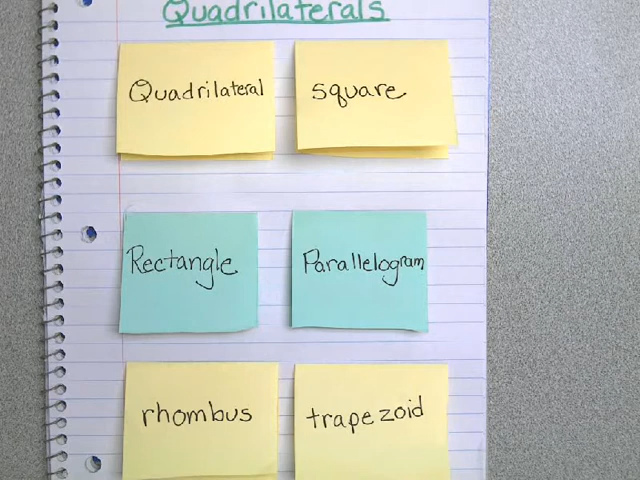 Quadrilaterals
Quadrilateral
square
Rectangle
Parallelogram
rhombus
trapezoid